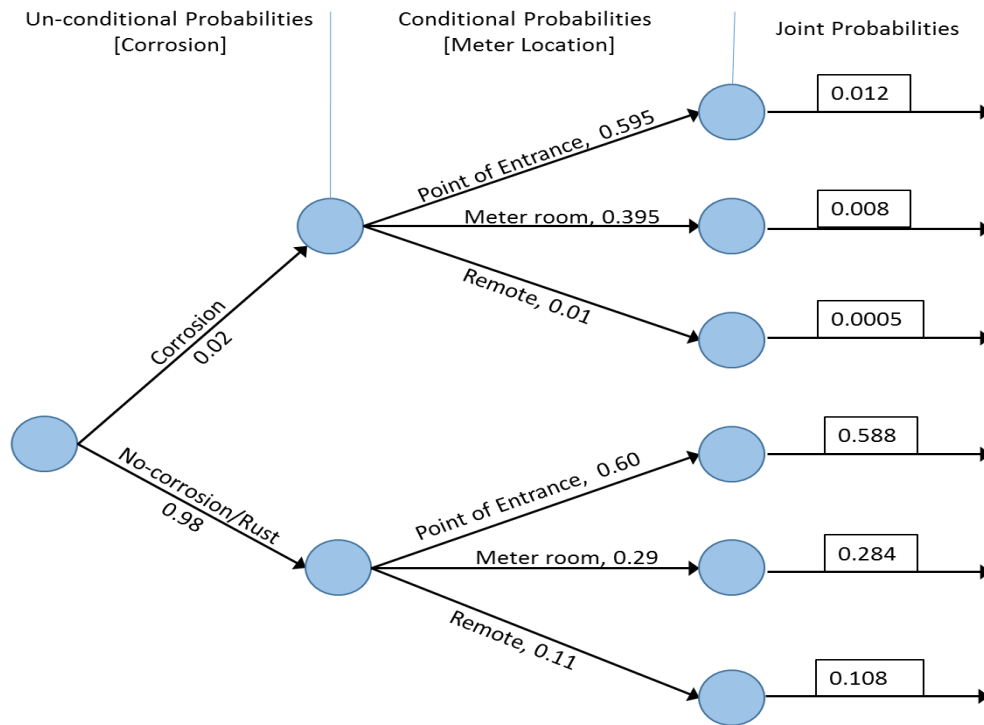 Un-conditional Probabilities
[Corrosion]
Conditional Probabilities
[Meter Location]
Joint Probabilities
Point of Entrance, 0.595
0.012
Meter room, 0.395
0.008
Remote, 0.01
0.0005
Corrosion
0.02
No-corrosion/Rust
0.98
Point of Entrance, 0.60
0.588
Meter room, 0.29
0.284
Remote, 0.11
0.108